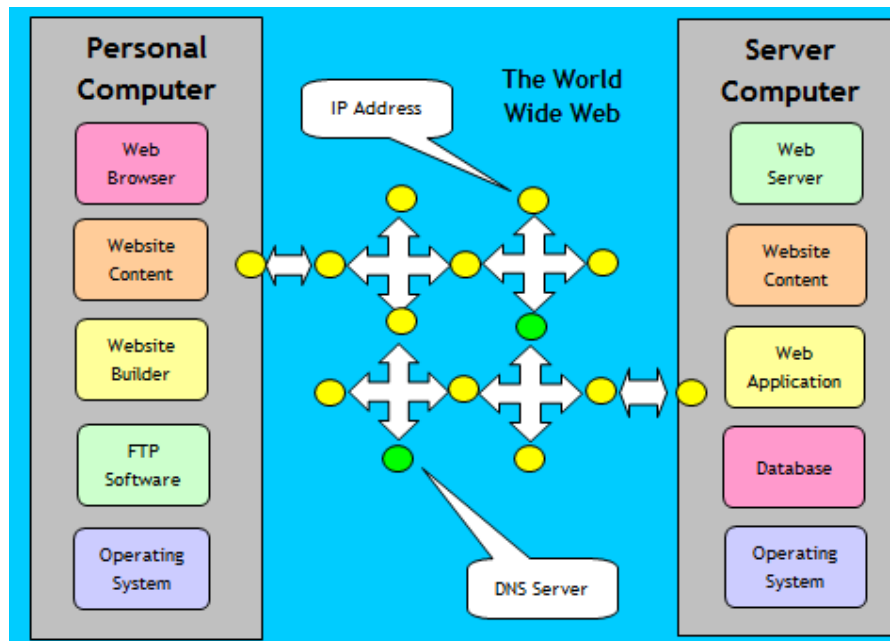 Personal
Computer
Web
Browser
Website
Content
Website
Builder
FTP
Software
Operating
System
IP Address
The World
Wide Web
DNS Server
Server
Computer
Web
Server
Website
Content
Web
Application
Database
Operating
System